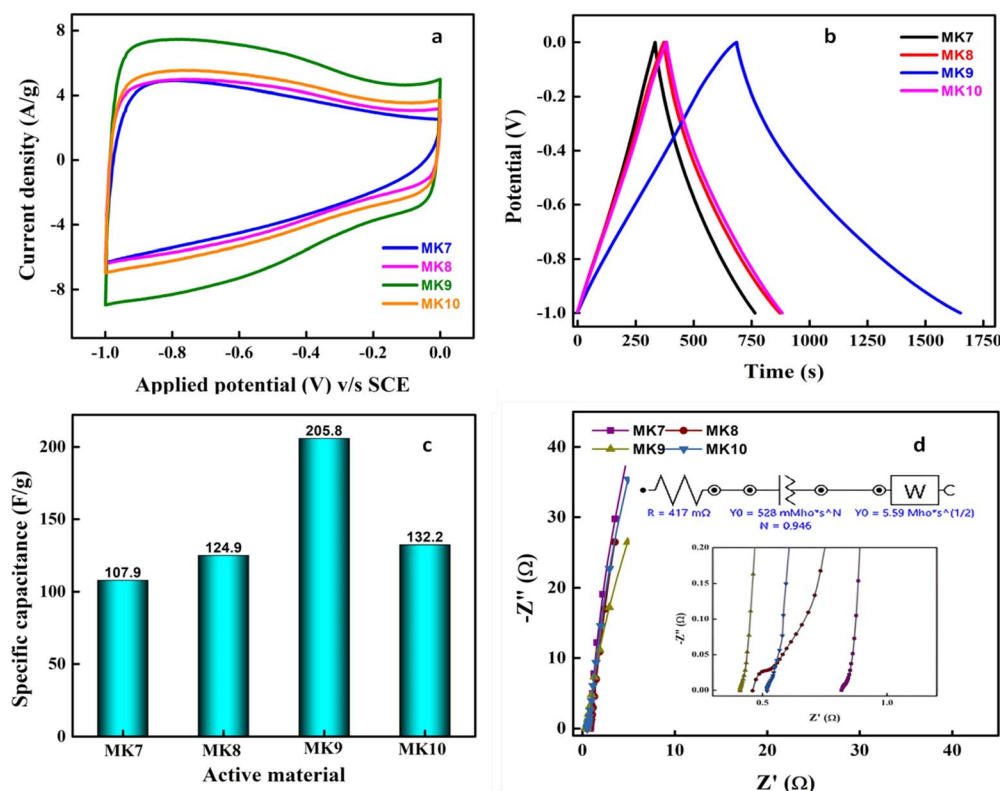 a
8
4
0
-4
-8
Current density (A/g)
MK7
MK8
MK9
MK10
-1.0 -0.8 -0.6 -0.4 -0.2 0.0
Applied potential (V) v/s SCE
b
MK7
MK8
MK9
MK10
0.0
-0.2
-0.4
-0.6
-0.8
-1.0
Potential (V)
0 250 500 750 1000 1250 1500 1750
Time (s)
c
200
150
100
50
0
Specific capacitance (F/g)
107.9
124.9
205.8
132.2
MK7 MK8 MK9 MK10
Active material
d
MK7 MK8
MK9 MK10
40
30
20
10
0
-Z" (Ω)
W
R = 417 mΩ
Y0 = 528 mMho*s^N
N = 0.946
Y0 = 5.59 Mho*s^(1/2)
0.20
0.15
0.10
0.05
0.00
-Z" (Ω)
0.5 1.0
Z' (Ω)
0 10 20 30 40
Z' (Ω)